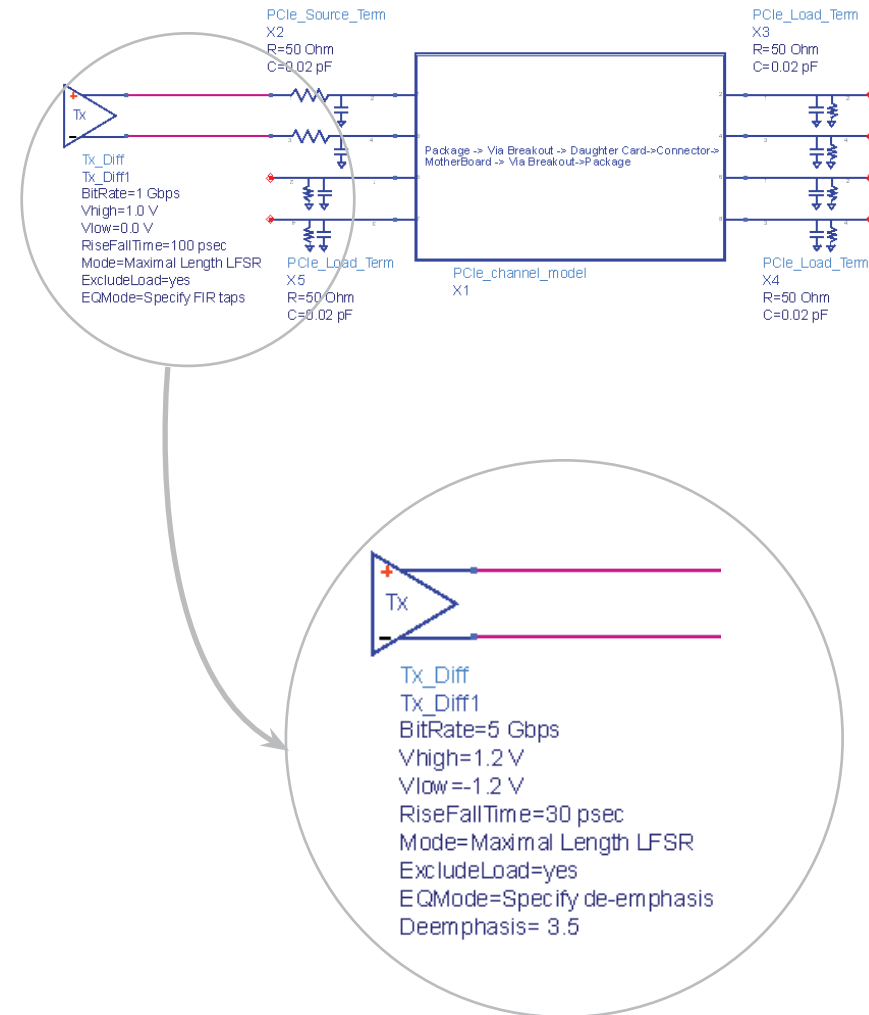 PCIe_Source_Term
X2
R=50 Ohm
C=0.02 pF
PCIe_Load_Term
X3
R=50 Ohm
C=0.02 pF
+
Tx
-
Tx_Diff
Tx_Diff1
BitRate=1 Gbps
Vhigh=1.0 V
Vlow=0.0 V
RiseFallTime=100 psec
Mode=Maximal Length LFSR
ExcludeLoad=yes
EQMode=Specify FIR taps
Package -> Via Breakout -> Daughter Card->Connector->
MotherBoard -> Via Breakout->Package
PCIe_Load_Term
X5
R=50 Ohm
C=0.02 pF
PCIe_channel_model
X1
PCIe_Load_Term
X4
R=50 Ohm
C=0.02 pF
+
Tx
-
Tx_Diff
Tx_Diff1
BitRate=5 Gbps
Vhigh=1.2 V
Vlow=-1.2 V
RiseFallTime=30 psec
Mode=Maximal Length LFSR
ExcludeLoad=yes
EQMode=Specify de-emphasis
Deemphasis= 3.5